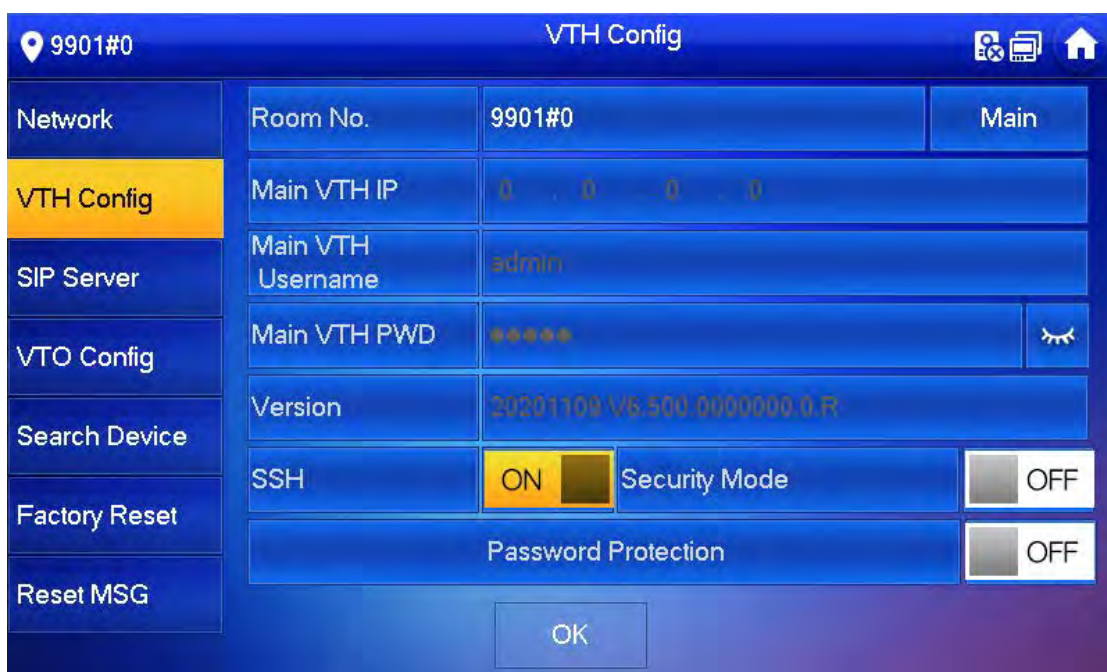 9901#0
VTH Config
Network
Room No. 9901#0 Main
VTH Config
Main VTH IP 0 . 0 . 0 . 0
Main VTH
Username
admin
SIP Server
Main VTH PWD
VTO Config
Version 20201109 V6.500.0000000.0.R
Search Device
SSH ON Security Mode OFF
Factory Reset
Password Protection OFF
Reset MSG
OK